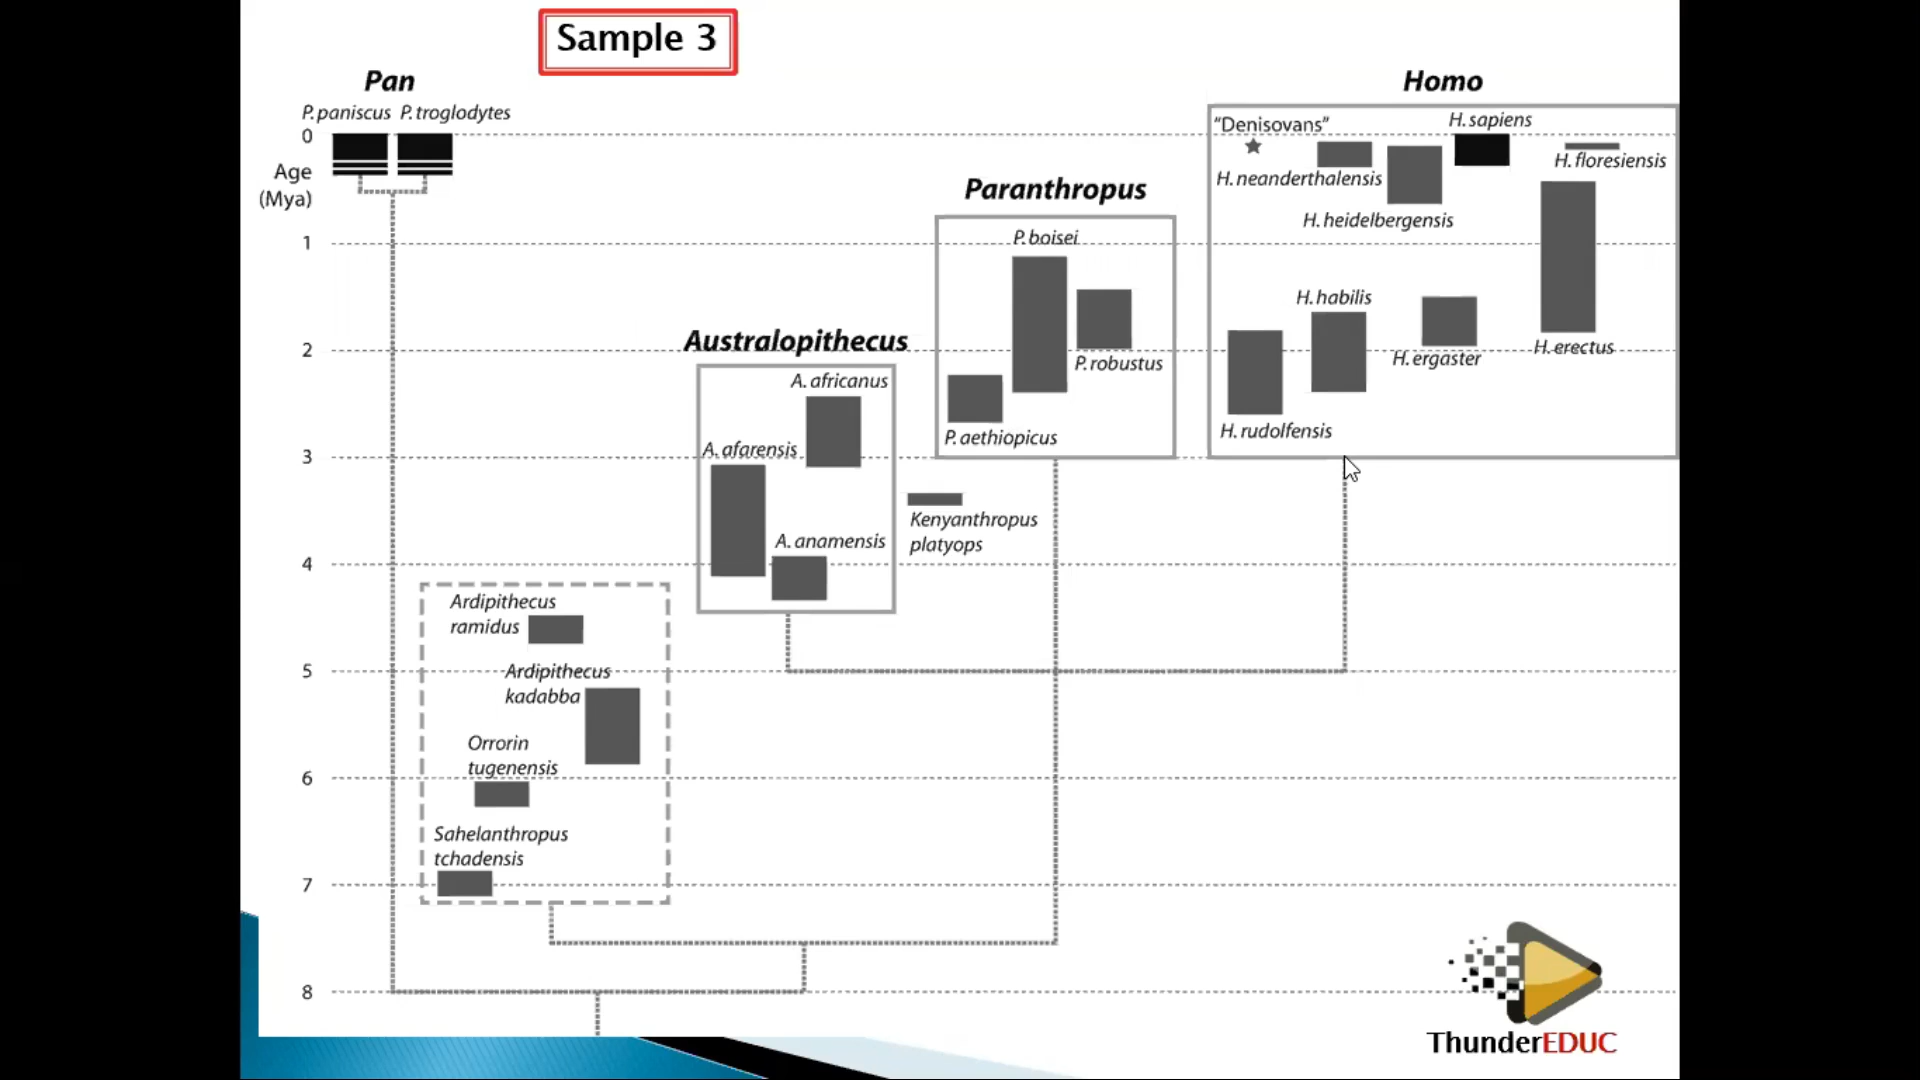 Sample 3
Pan
Homo
P. paniscus P. troglodytes
"Denisovans"
H. sapiens
0
H. floresiensis
Age
(Mya)
H. neanderthalensis
Paranthropus
H. heidelbergensis
1
P. boisei
H. habilis
Australopithecus
2
H. erectus
H. ergaster
P. robustus
A. africanus
H. rudolfensis
P. aethiopicus
A. afarensis
3
Kenyanthropus
platyops
A. anamensis
4
Ardipithecus
ramidus
5
Ardipithecus
kadabba
Orrorin
tugenensis
6
Sahelanthropus
tchadensis
7
8
ThunderEDUC